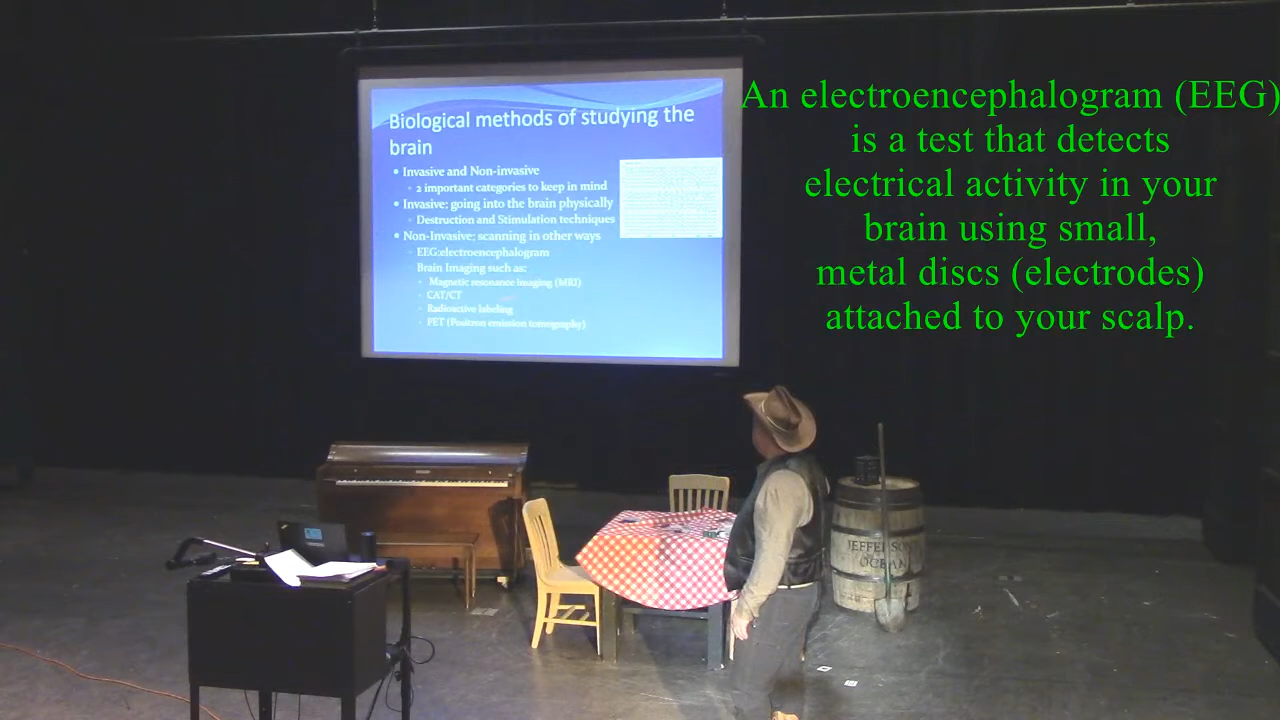 Biological methods of studying the
brain
Invasive and Non-invasive
2 important categories to keep in mind
Invasive: going into the brain physically
Destruction and Stimulation techniques
Non-Invasive: scanning in other ways
EEG:electroencephalogram
Brain Imaging such as:
Magnetic resonance imaging (MRI)
CAT/CT
Radioactive labeling
PET (Positron emission tomography)
An electroencephalogram (EEG)
is a test that detects
electrical activity in your
brain using small,
metal discs (electrodes)
attached to your scalp.
OCEAN